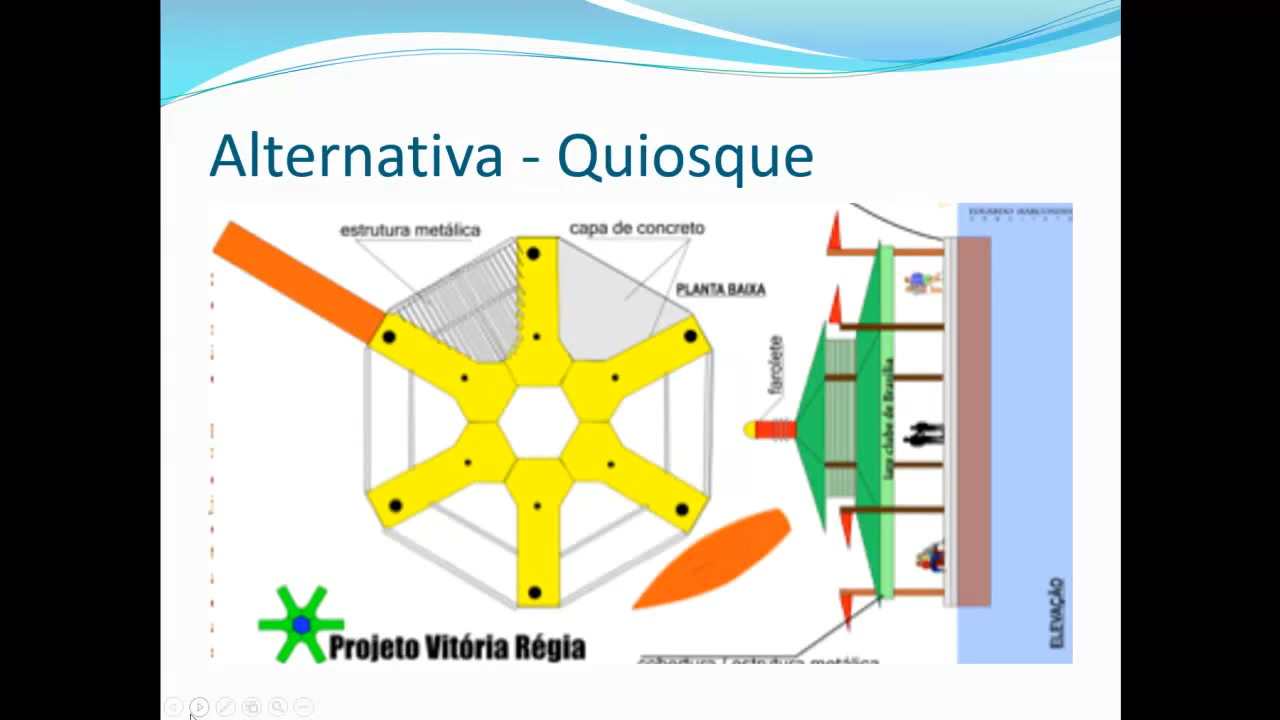 Alternativa - Quiosque
estrutura metálica
capa de concreto
PLANTA BAIXA
farolete
Iate clube de Brasília
ELEVAÇÃO
Projeto Vitória Régia
cobertura / estrutura metálica